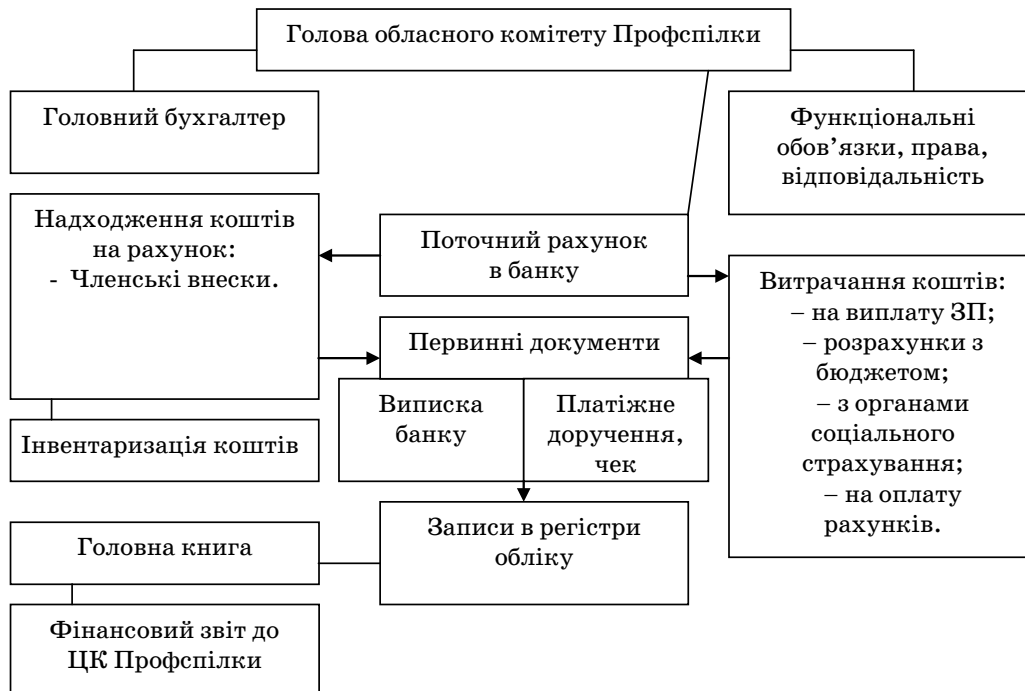 Голова обласного комітету Профспілки
Головний бухгалтер
Функціональні
обов’язки, права,
відповідальність
Надходження коштів
на рахунок:
- Членські внески.
Поточний рахунок
в банку
Витрачання коштів:
– на виплату ЗП;
– розрахунки з
бюджетом;
– з органами
соціального
страхування;
– на оплату
рахунків.
Первинні документи
Виписка
банку
Платіжне
доручення,
чек
Інвентаризація коштів
Записи в регістри
обліку
Головна книга
Фінансовий звіт до
ЦК Профспілки